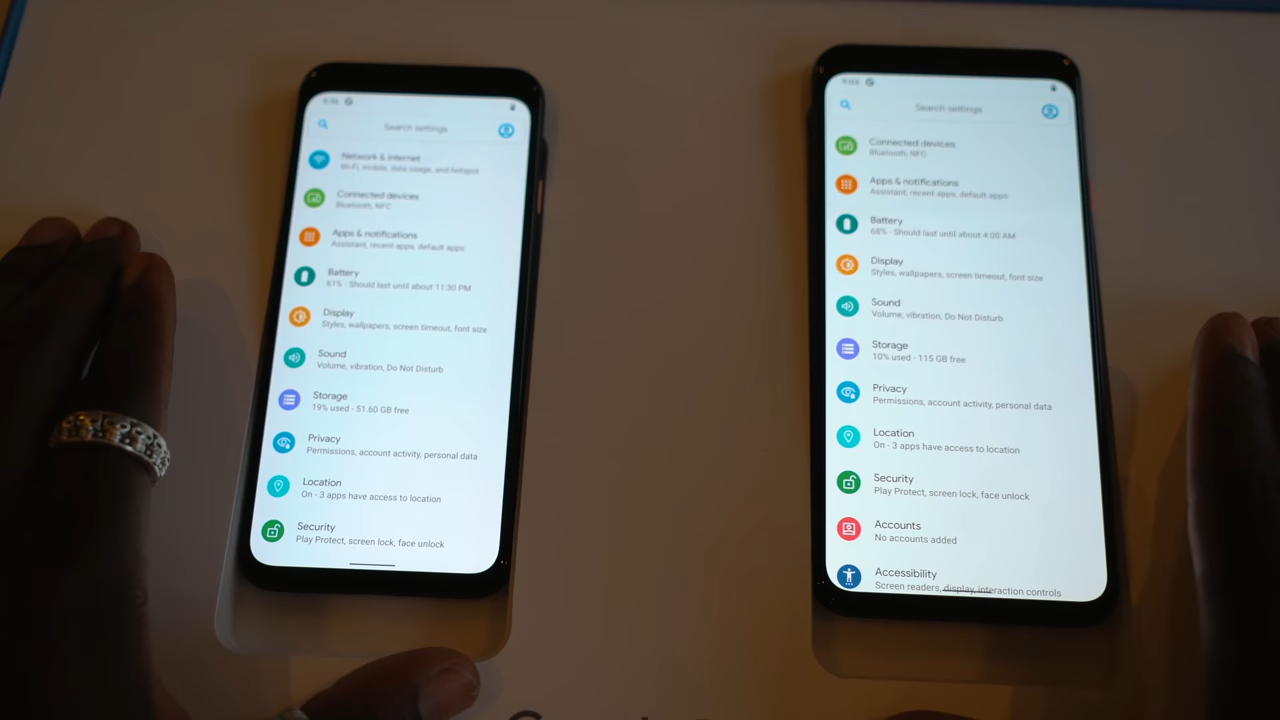 Search settings
Network & internet
Wi-Fi, mobile, data usage, and hotspot
Connected devices
Bluetooth, NFC
Apps & notifications
Assistant, recent apps, default apps
Battery
61% - Should last until about 11:30 PM
Display
Styles, wallpapers, screen timeout, font size
Sound
Volume, vibration, Do Not Disturb
Storage
19% used - 51.60 GB free
Privacy
Permissions, account activity, personal data
Location
On - 3 apps have access to location
Security
Play Protect, screen lock, face unlock
Search settings
Connected devices
Bluetooth, NFC
Apps & notifications
Assistant, recent apps, default apps
Battery
68% - Should last until about 4:00 AM
Display
Styles, wallpapers, screen timeout, font size
Sound
Volume, vibration, Do Not Disturb
Storage
10% used - 115 GB free
Privacy
Permissions, account activity, personal data
Location
On - 3 apps have access to location
Security
Play Protect, screen lock, face unlock
Accounts
No accounts added
Accessibility
Screen readers, display, interaction controls